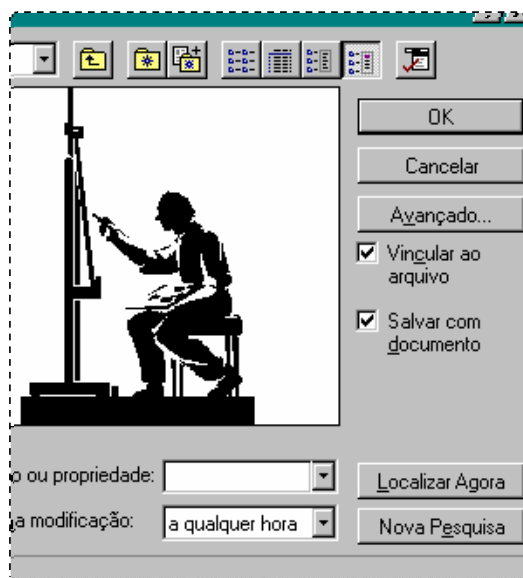 OK
Cancelar
Avançado...
Vincular ao
arquivo
Salvar com
documento
o ou propriedade:
Localizar Agora
a modificação:
a qualquer hora
Nova Pesquisa